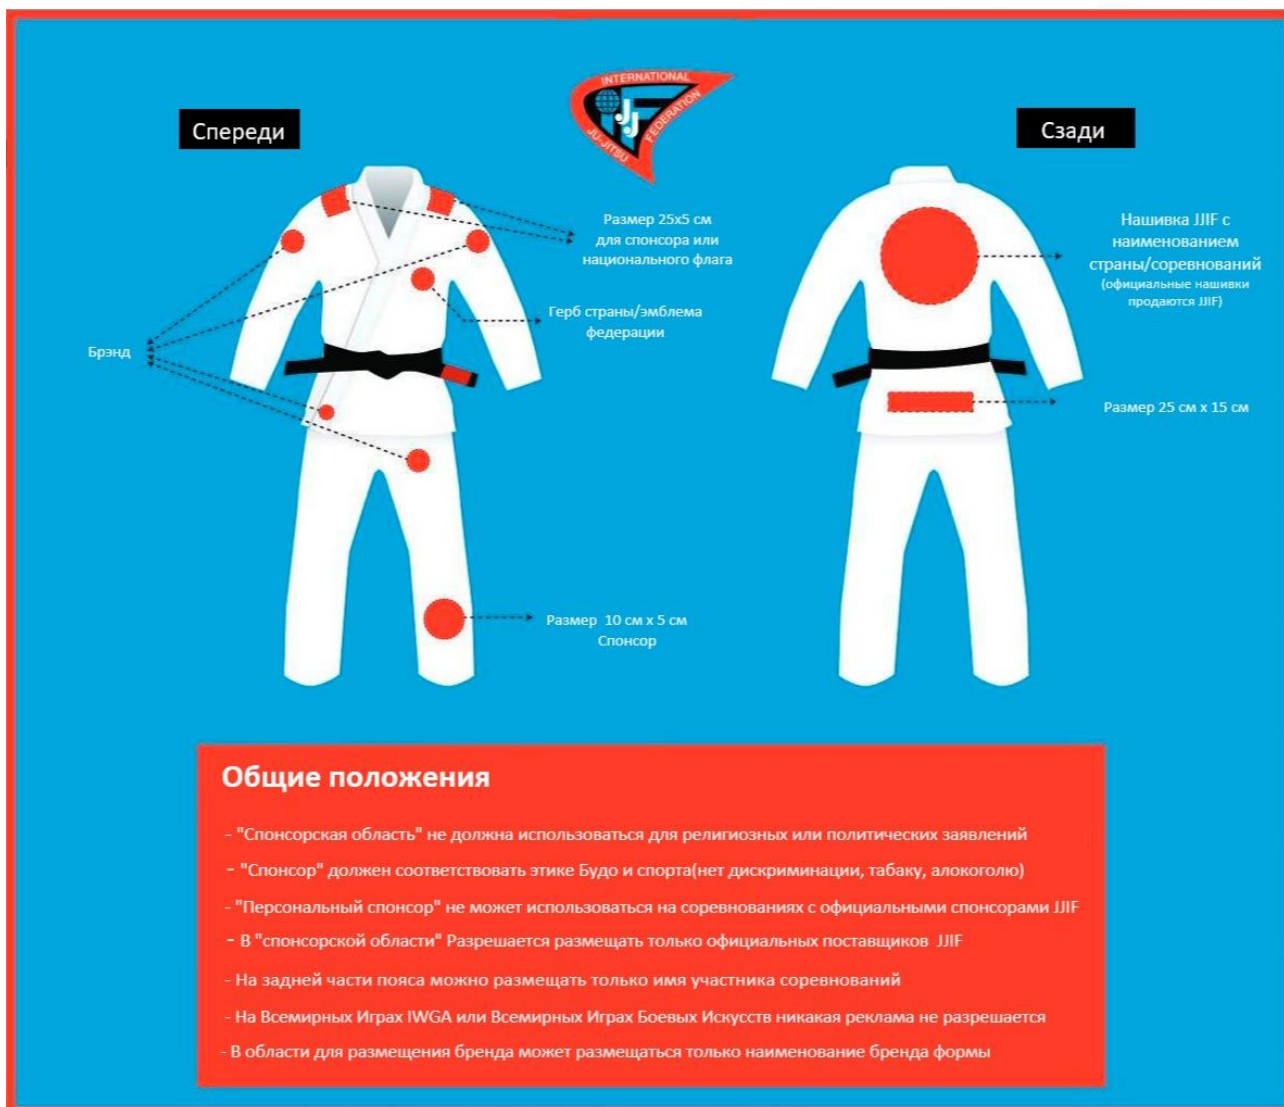 INTERNATIONAL
JU-JITSU
FEDERATION
JJIF
Спереди
Сзади
Размер 25х5 см
для спонсора или
национального флага
Герб страны/эмблема
федерации
Брэнд
Размер 10 см х 5 см
Спонсор
Нашивка JJIF с
наименованием
страны/соревнований
(официальные нашивки
продаются JJIF)
Размер 25 см х 15 см
Общие положения
- "Спонсорская область" не должна использоваться для религиозных или политических заявлений
- "Спонсор" должен соответствовать этике Будо и спорта(нет дискриминации, табаку, алокоголю)
- "Персональный спонсор" не может использоваться на соревнованиях с официальными спонсорами JJIF
- В "спонсорской области" Разрешается размещать только официальных поставщиков JJIF
- На задней части пояса можно размещать только имя участника соревнований
- На Всемирных Играх IWGA или Всемирных Играх Боевых Искусств никакая реклама не разрешается
- В области для размещения бренда может размещаться только наименование бренда формы